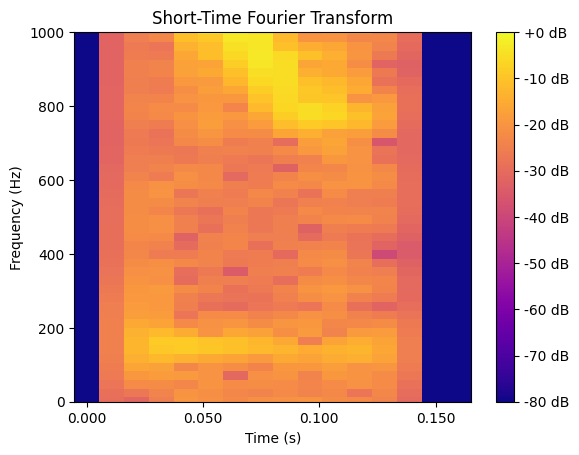 Short-Time Fourier Transform
Frequency (Hz)
1000
800
600
400
200
0
0.000
0.050
0.100
0.150
Time (s)
+0 dB
-10 dB
-20 dB
-30 dB
-40 dB
-50 dB
-60 dB
-70 dB
-80 dB